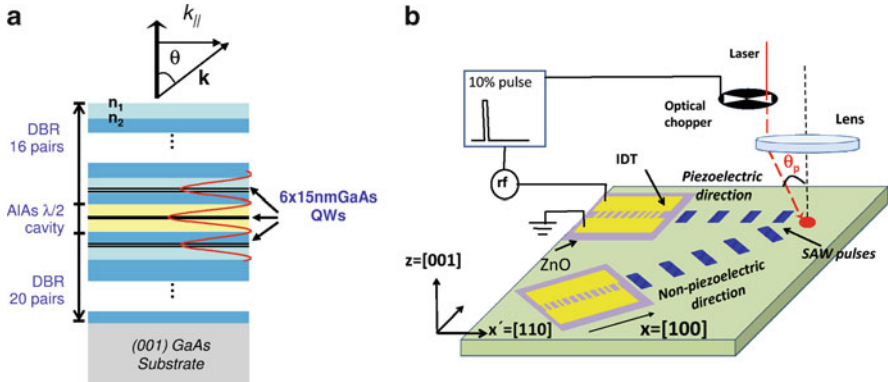 a
k//
θ
k
n1
n2
DBR
16 pairs
AlAs λ/2
cavity
6x15nmGaAs
QWs
DBR
20 pairs
(001) GaAs
Substrate
b
10% pulse
Laser
Optical
chopper
Lens
θp
IDT
Piezoelectric
direction
rf
SAW pulses
ZnO
Non-piezoelectric
direction
z=[001]
x´=[110]
x=[100]